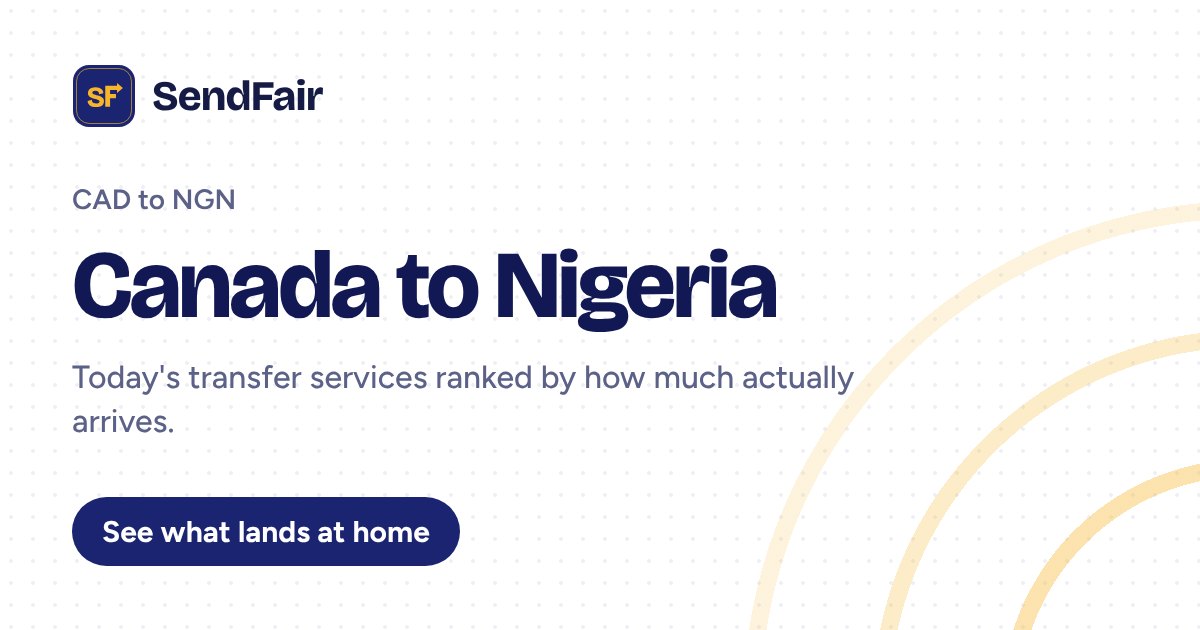 SF
SendFair
CAD to NGN
Canada to Nigeria
Today's transfer services ranked by how much actually
arrives.
See what lands at home